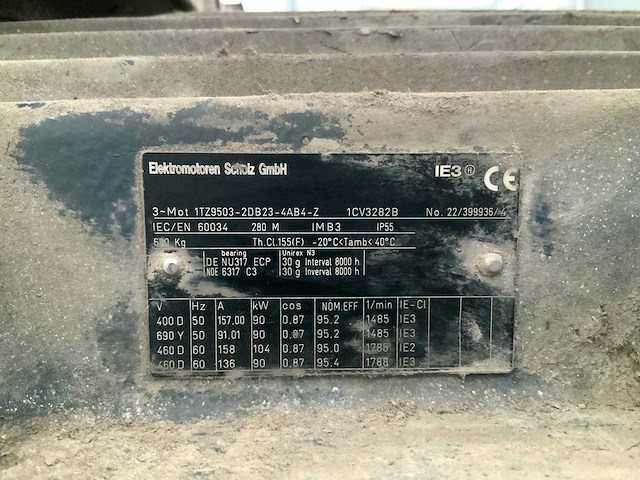 Elektromotoren Scholz GmbH IE3 H CE
3~Mot 1TZ9503-2DB23-4AB4-Z 1CV3282B No. 22/399936/4
IEC/EN 60034 280 M IMB3 IP55
Kg Th.Cl.155(F) -20°C<Tamb< 40°C
bearing Unirex N3
DE NU317 ECP 30 g Interval 8000 h
NDE 6317 C3 30 g Interval 8000 h
V Hz A kW cos NOM.EFF 1/min IE-Cl
400 D 50 157.00 90 0.87 95.2 1485 IE3
690 Y 50 91.01 90 0.87 95.2 1485 IE3
460 D 60 158 104 0.87 95.0 1786 IE2
460 D 60 136 90 0.87 95.4 1788 IE3